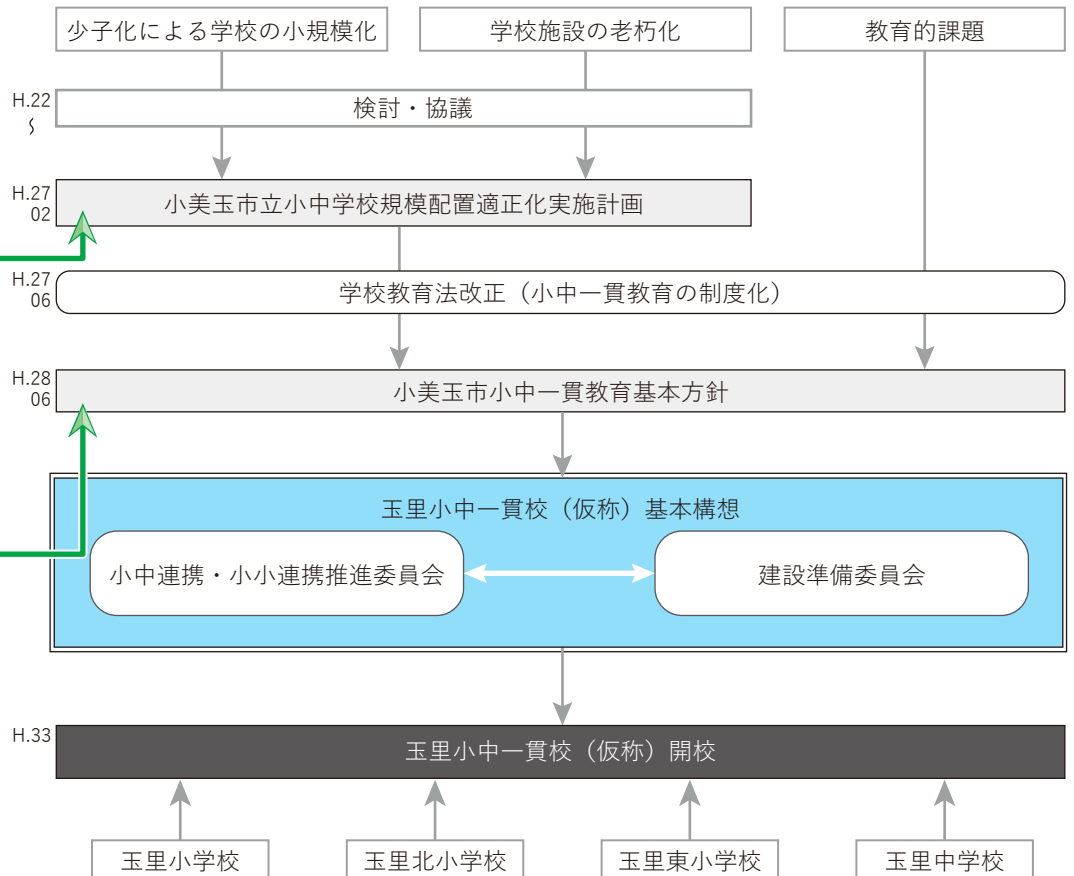 少子化による学校の小規模化
学校施設の老朽化
教育的課題
H.22
〜
検討・協議
H.27
02
小美玉市立小中学校規模配置適正化実施計画
H.27
06
学校教育法改正（小中一貫教育の制度化）
H.28
06
小美玉市小中一貫教育基本方針
玉里小中一貫校（仮称）基本構想
小中連携・小小連携推進委員会
建設準備委員会
H.33
玉里小中一貫校（仮称）開校
玉里小学校
玉里北小学校
玉里東小学校
玉里中学校